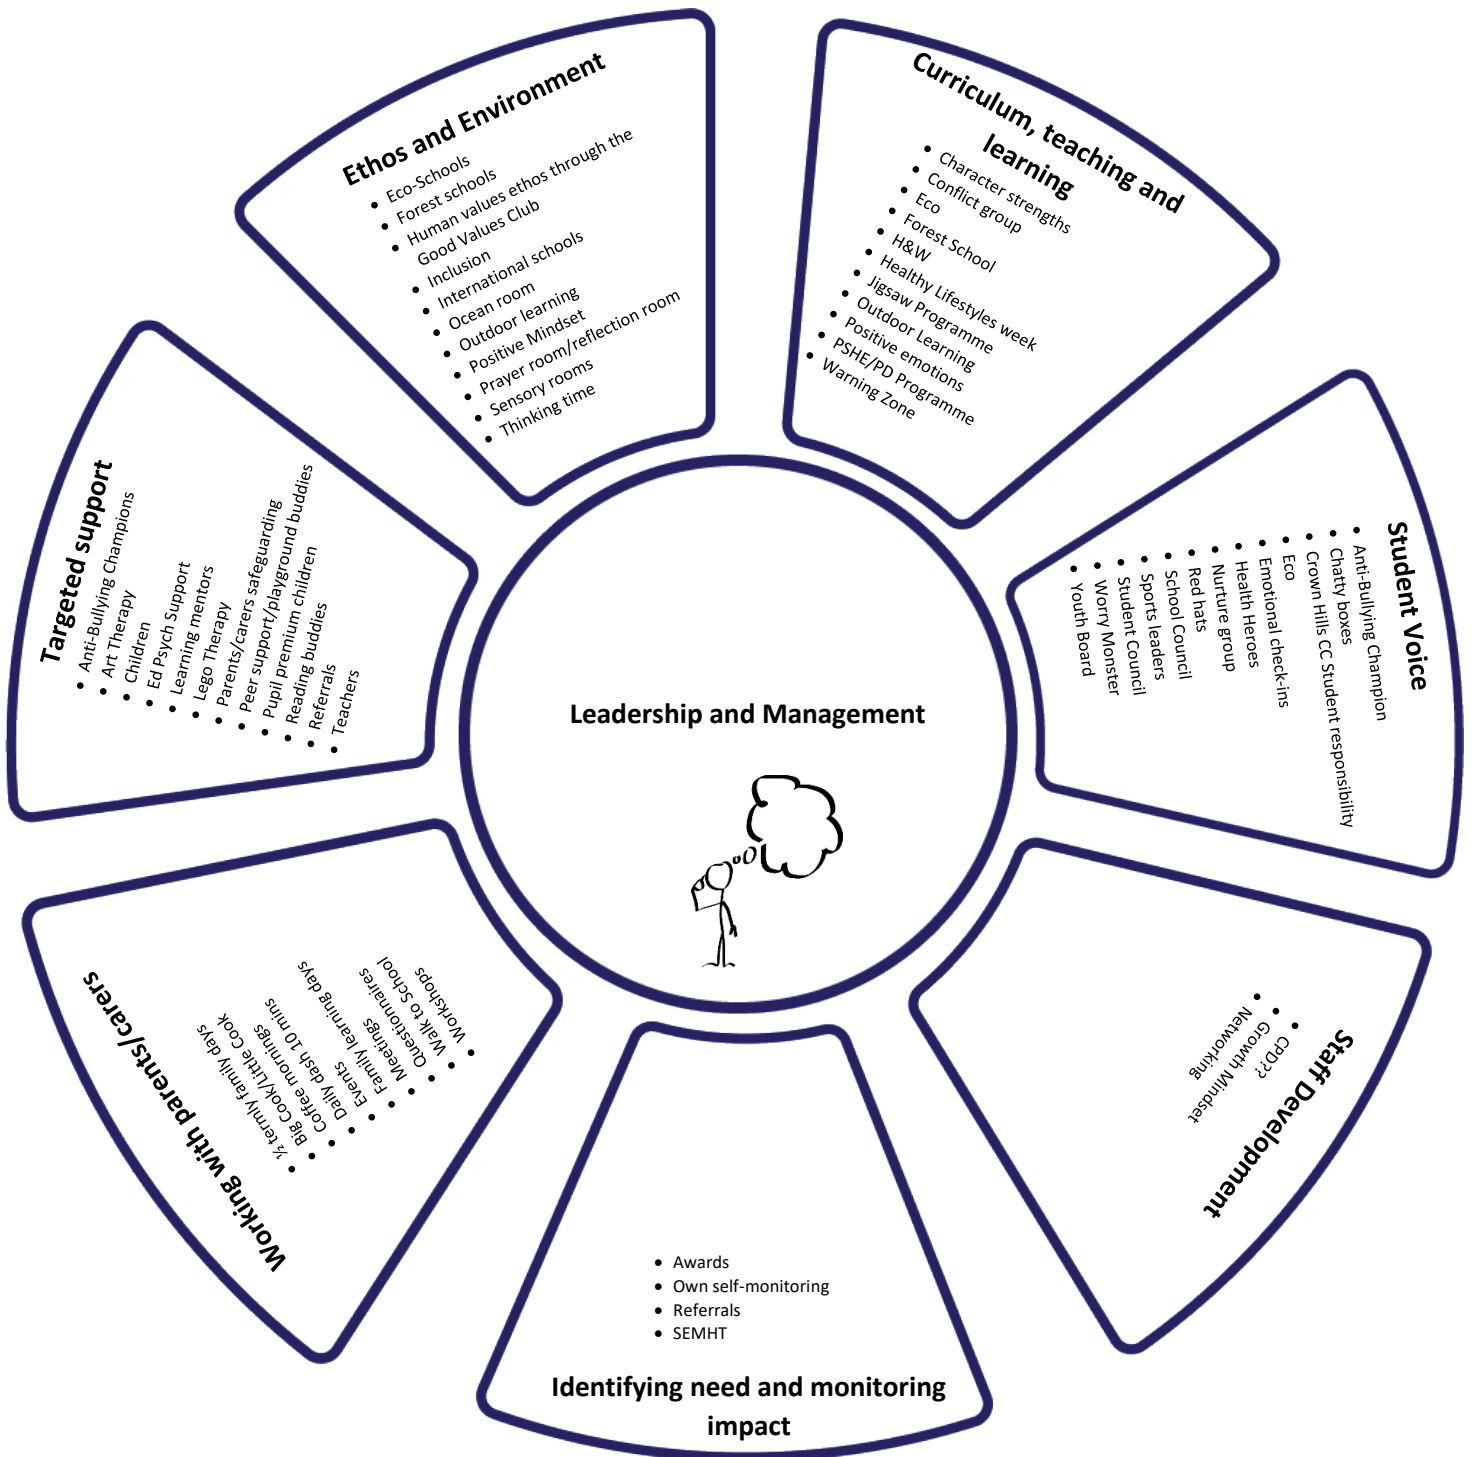 Ethos and Environment
• Eco-Schools
• Forest schools
• Human values ethos through the
Good Values Club
• Inclusion
• International schools
• Ocean room
• Outdoor learning
• Positive Mindset
• Prayer room/reflection room
• Sensory rooms
• Thinking time
Curriculum, teaching and
learning
• Character strengths
• Conflict group
• Eco
• Forest School
• H&W
• Healthy Lifestyles week
• Jigsaw Programme
• Outdoor Learning
• Positive emotions
• PSHE/PD Programme
• Warning Zone
Student Voice
• Anti-Bullying Champion
• Chatty boxes
• Crown Hills CC Student responsibility
• Eco
• Emotional check-ins
• Health Heroes
• Nurture group
• Red hats
• School Council
• Sports leaders
• Student Council
• Worry Monster
• Youth Board
Staff Development
• CPD??
• Growth Mindset
• Networking
Identifying need and monitoring
impact
• Awards
• Own self-monitoring
• Referrals
• SEMHT
Working with parents/carers
• ½ termly family days
• Big Cook/Little Cook
• Coffee mornings
• Daily dash 10 mins
• Events
• Family learning days
• Meetings
• Questionnaires
• Walk to School
• Workshops
Targeted support
• Anti-Bullying Champions
• Art Therapy
• Children
• Ed Psych Support
• Learning mentors
• Lego Therapy
• Parents/carers safeguarding
• Peer support/playground buddies
• Pupil premium children
• Reading buddies
• Referrals
• Teachers
Leadership and Management